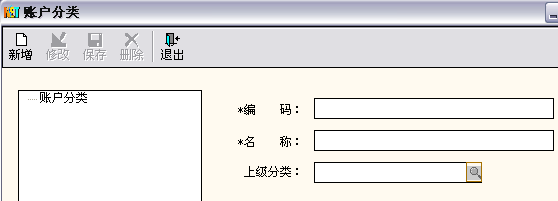 账户分类
新增 修改 保存 删除 退出
账户分类
*编 码：
*名 称：
上级分类：